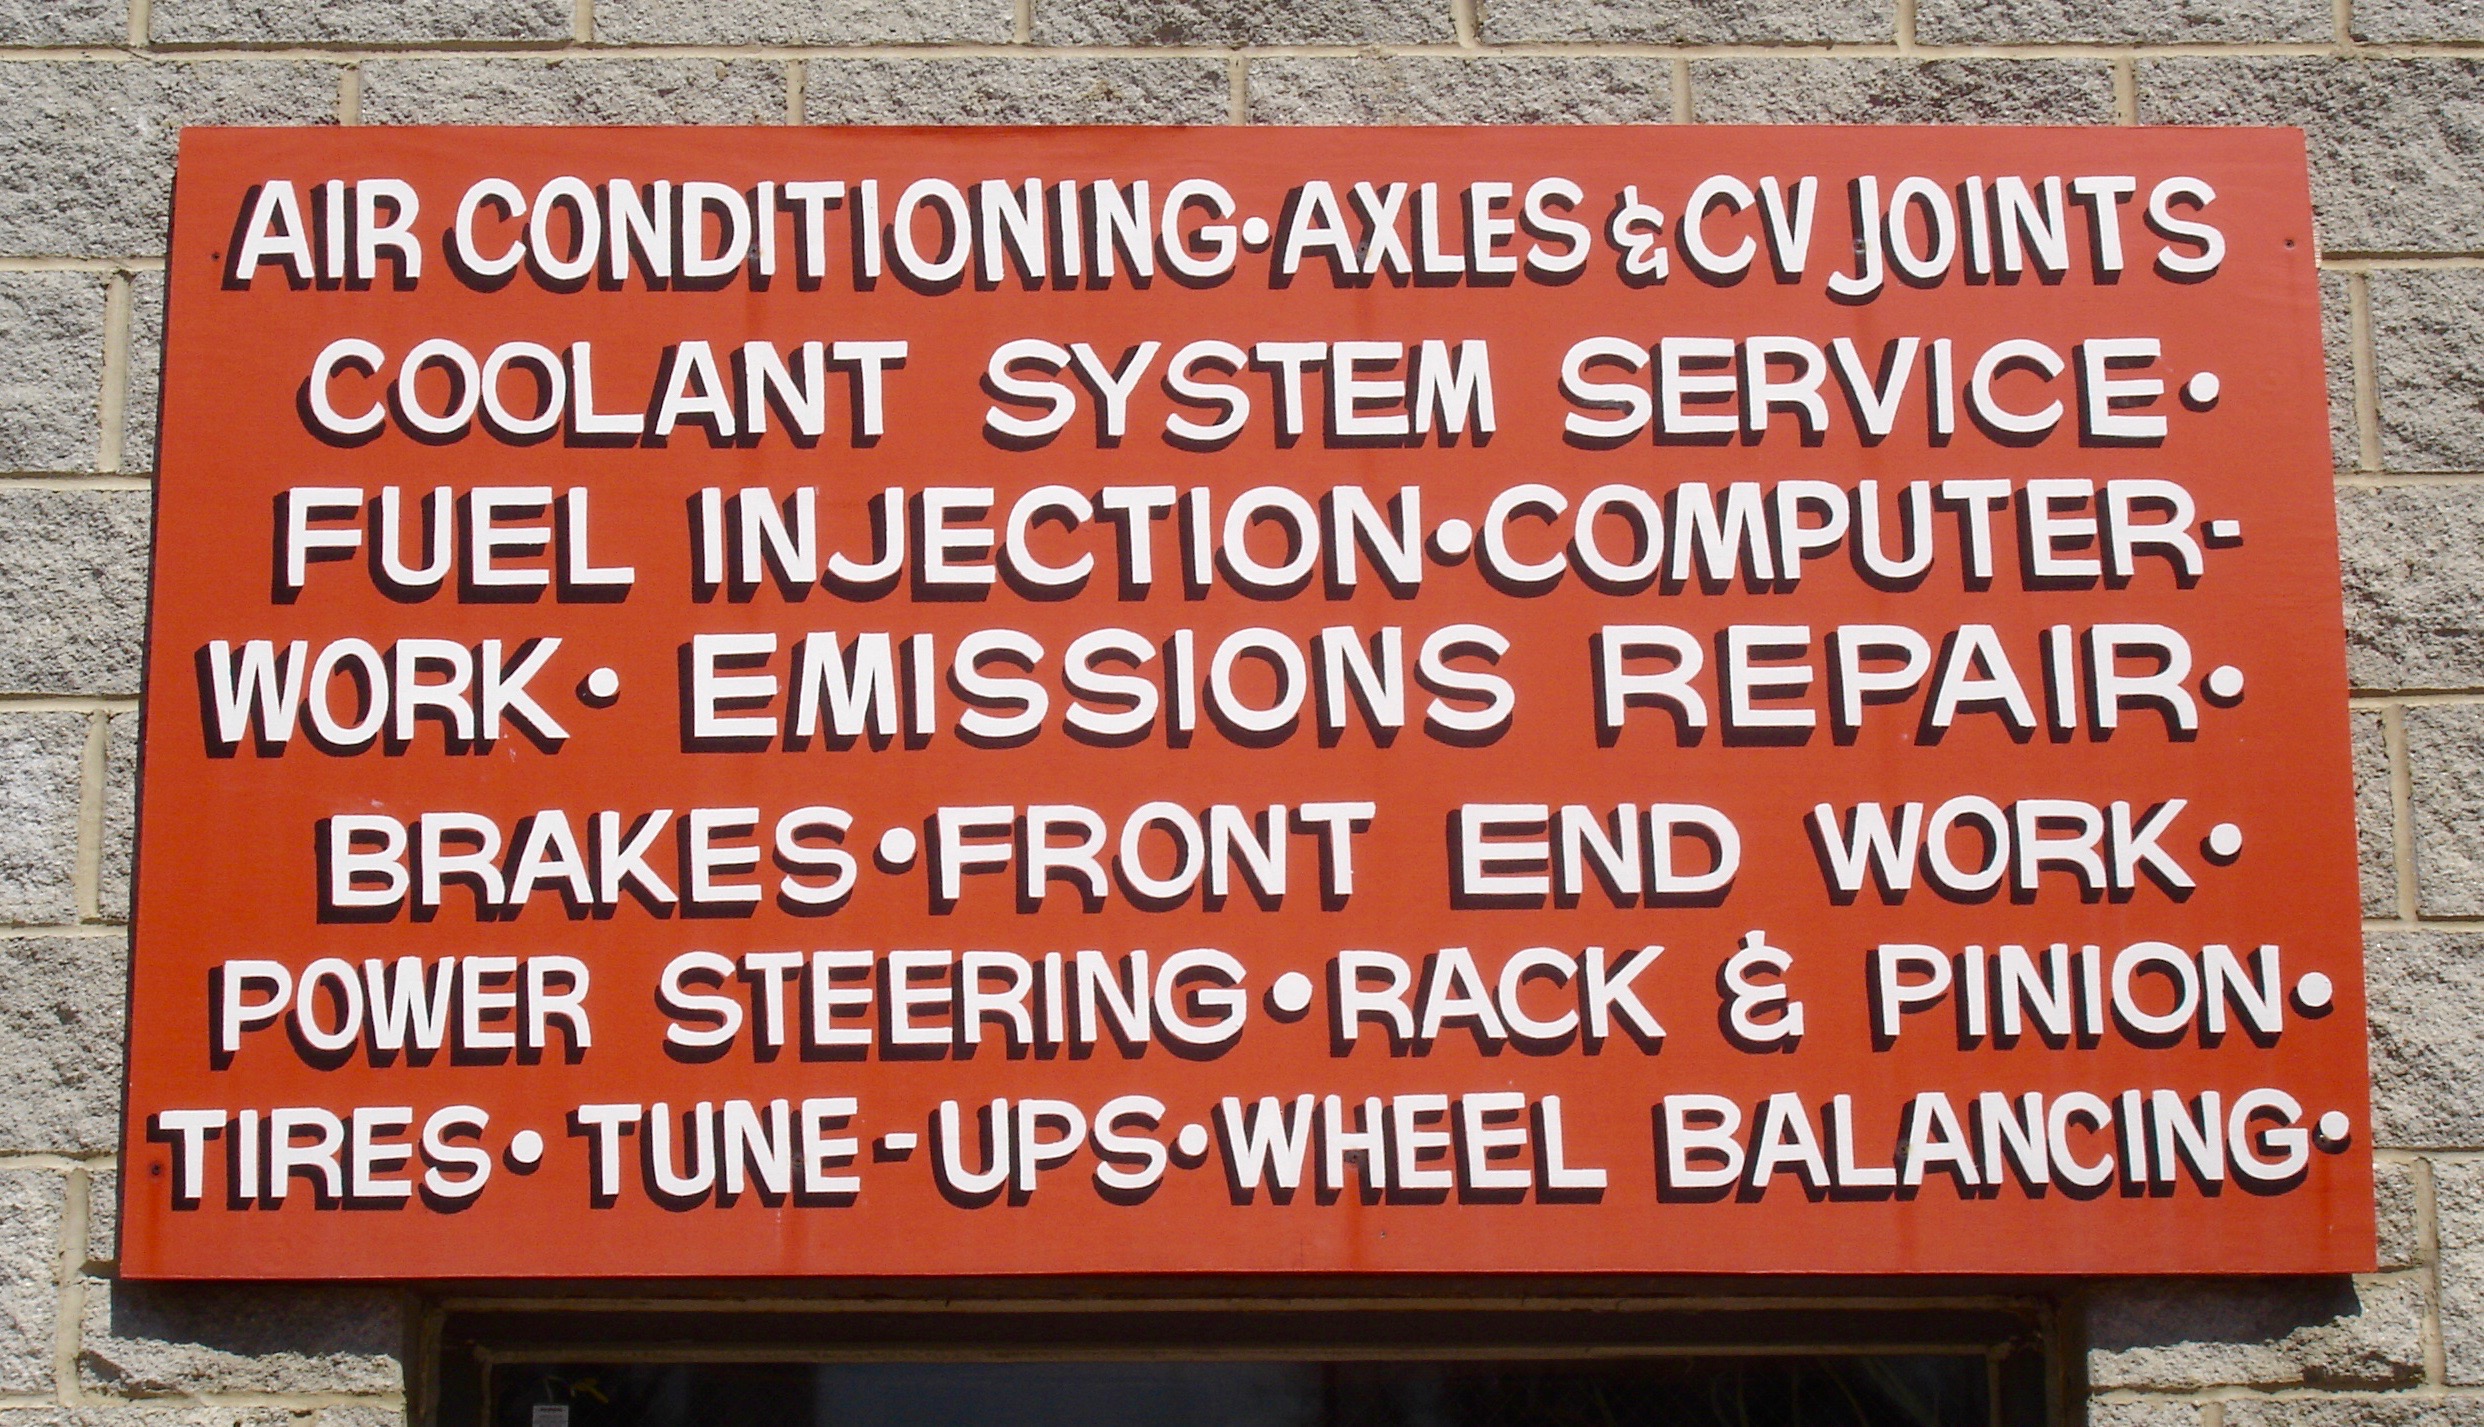 AIR CONDITIONING•AXLES & CV JOINTS
COOLANT SYSTEM SERVICE•
FUEL INJECTION•COMPUTER-
WORK• EMISSIONS REPAIR•
BRAKES•FRONT END WORK•
POWER STEERING•RACK & PINION•
TIRES•TUNE-UPS•WHEEL BALANCING•